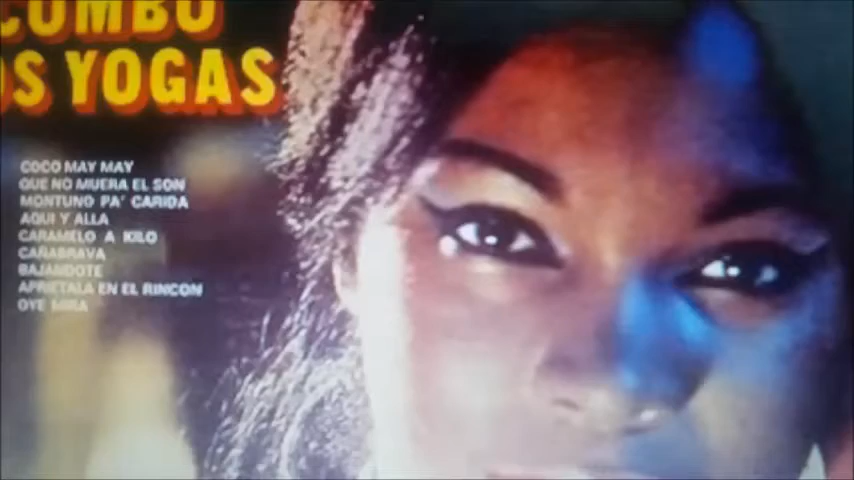 COMBO
OS YOGAS
COCO MAY MAY
QUE NO MUERA EL SON
MONTUNO PA' CARIDA
AQUI Y ALLA
CARAMELO A KILO
CAÑABRAVA
BAJANDOTE
APRIETALA EN EL RINCON
OYE MIRA